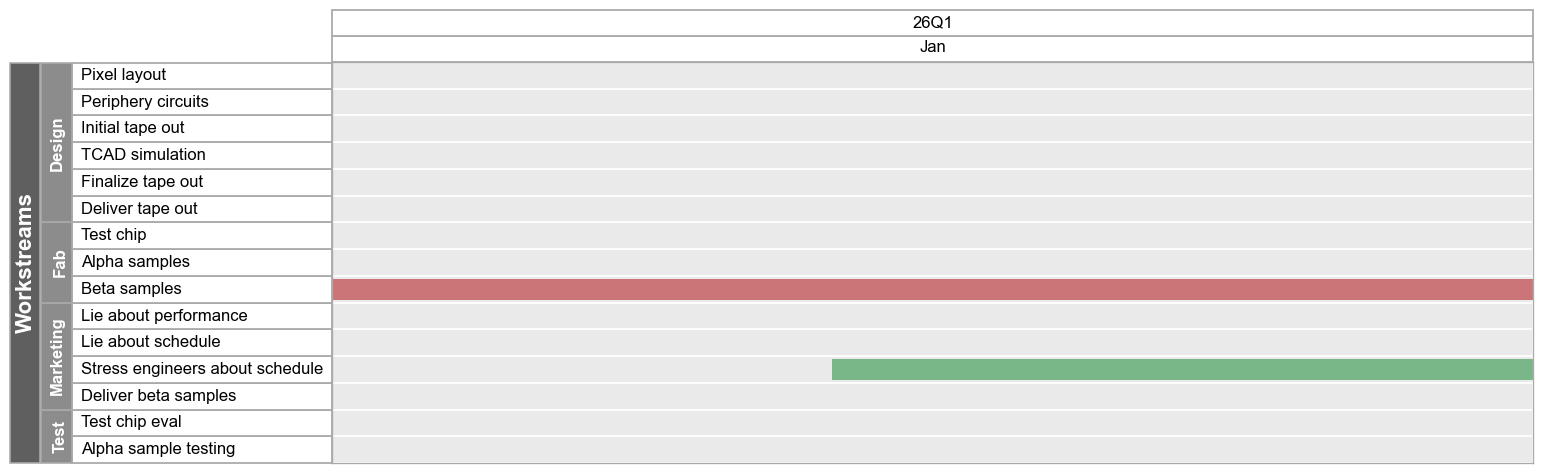 26Q1
Jan
Workstreams
Design
Pixel layout
Periphery circuits
Initial tape out
TCAD simulation
Finalize tape out
Deliver tape out
Fab
Test chip
Alpha samples
Beta samples
Marketing
Lie about performance
Lie about schedule
Stress engineers about schedule
Deliver beta samples
Test
Test chip eval
Alpha sample testing